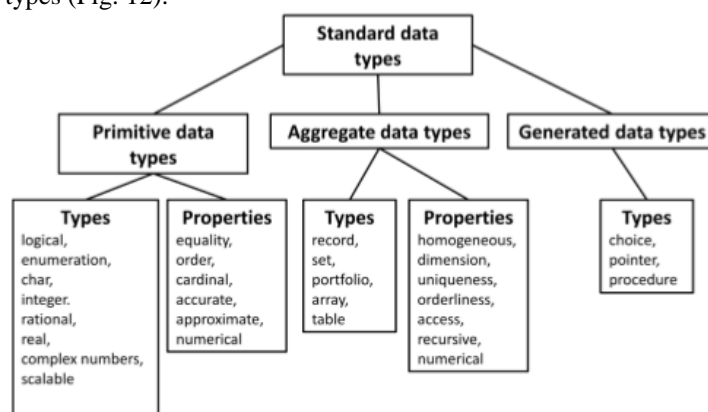 types (Fig. 12).
Standard data
types
Primitive data
types
Aggregate data types
Generated data types
Types
logical,
enumeration,
char,
integer.
rational,
real,
complex numbers,
scalable
Properties
equality,
order,
cardinal,
accurate,
approximate,
numerical
Types
record,
set,
portfolio,
array,
table
Properties
homogeneous,
dimension,
uniqueness,
orderliness,
access,
recursive,
numerical
Types
choice,
pointer,
procedure